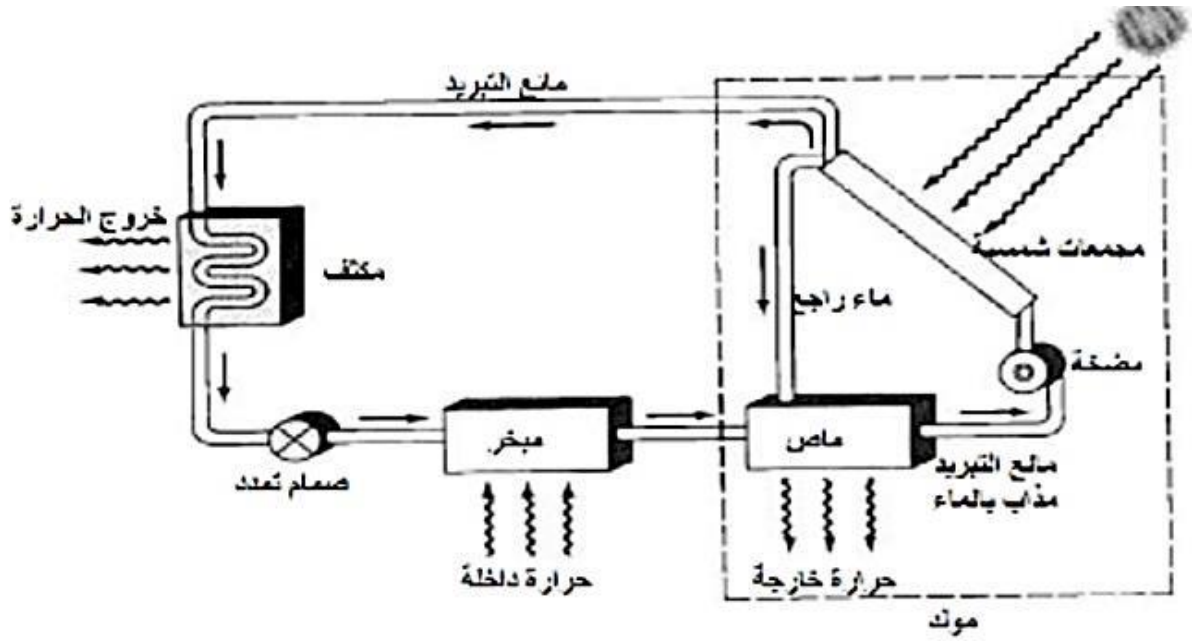 مائع التبريد
خروج الحرارة
مكثف
مجمعات شمسية
ماء راجع
مضخة
ماص
مبخر
صمام تمدد
مائع التبريد
مذاب بالماء
حرارة داخلة
حرارة خارجة
مولد